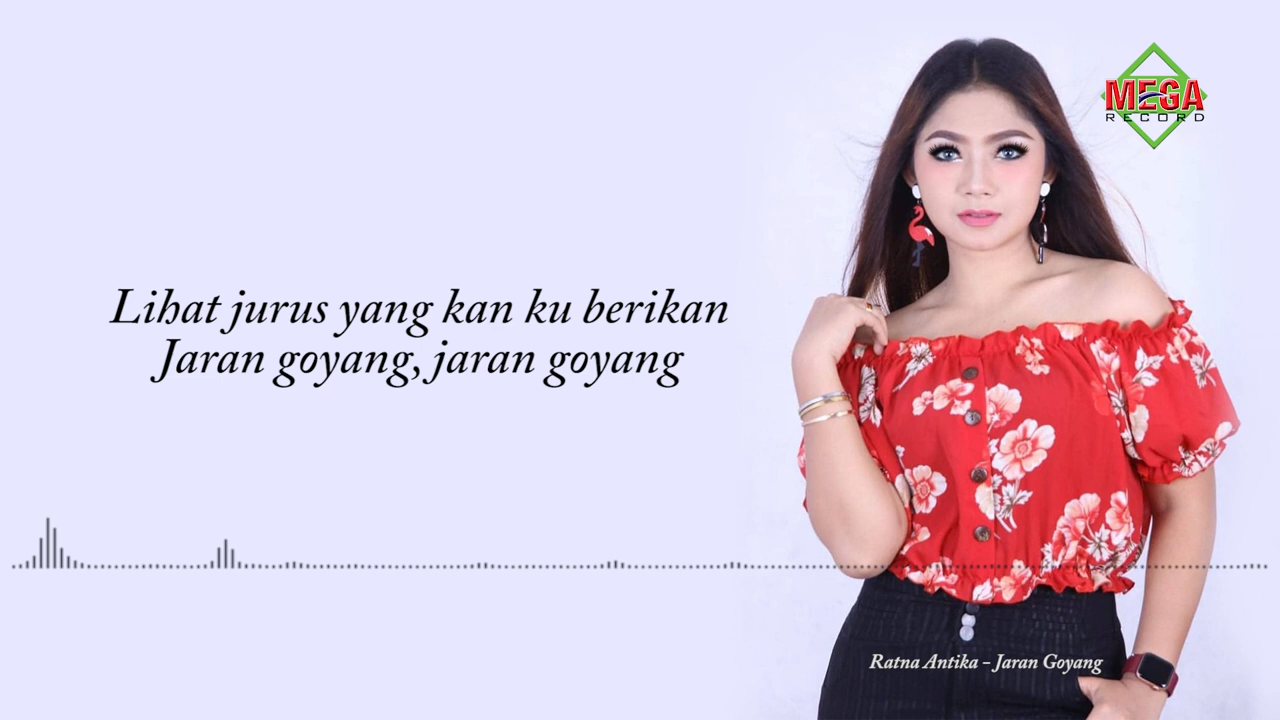 MEGA
RECORD
Lihat jurus yang kan ku berikan
Jaran goyang, jaran goyang
Ratna Antika - Jaran Goyang